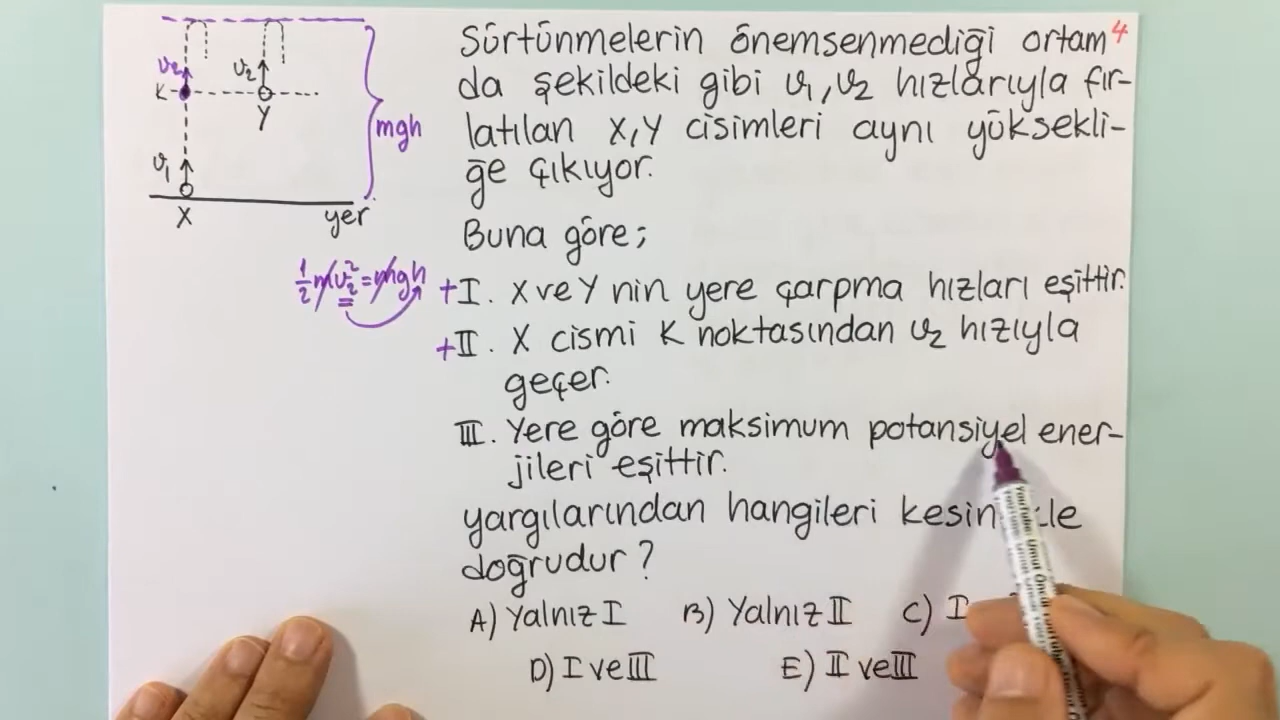 4
Sürtünmelerin önemsenmediği ortam
da şekildeki gibi υ1, υ2 hızlarıyla fır-
latılan X,Y cisimleri aynı yüksekli-
ğe çıkıyor.
υ2
υ2
K
Y
mgh
υ1
X
yer
Buna göre;
1/2 mυ2² = mgh
+I. X ve Y nin yere çarpma hızları eşittir.
+II. X cismi K noktasından υ2 hızıyla
geçer.
III. Yere göre maksimum potansiyel ener-
jileri eşittir.
yargılarından hangileri
doğrudur?
A) Yalnız I B) Yalnız II C) I
D) I ve III E) II ve III